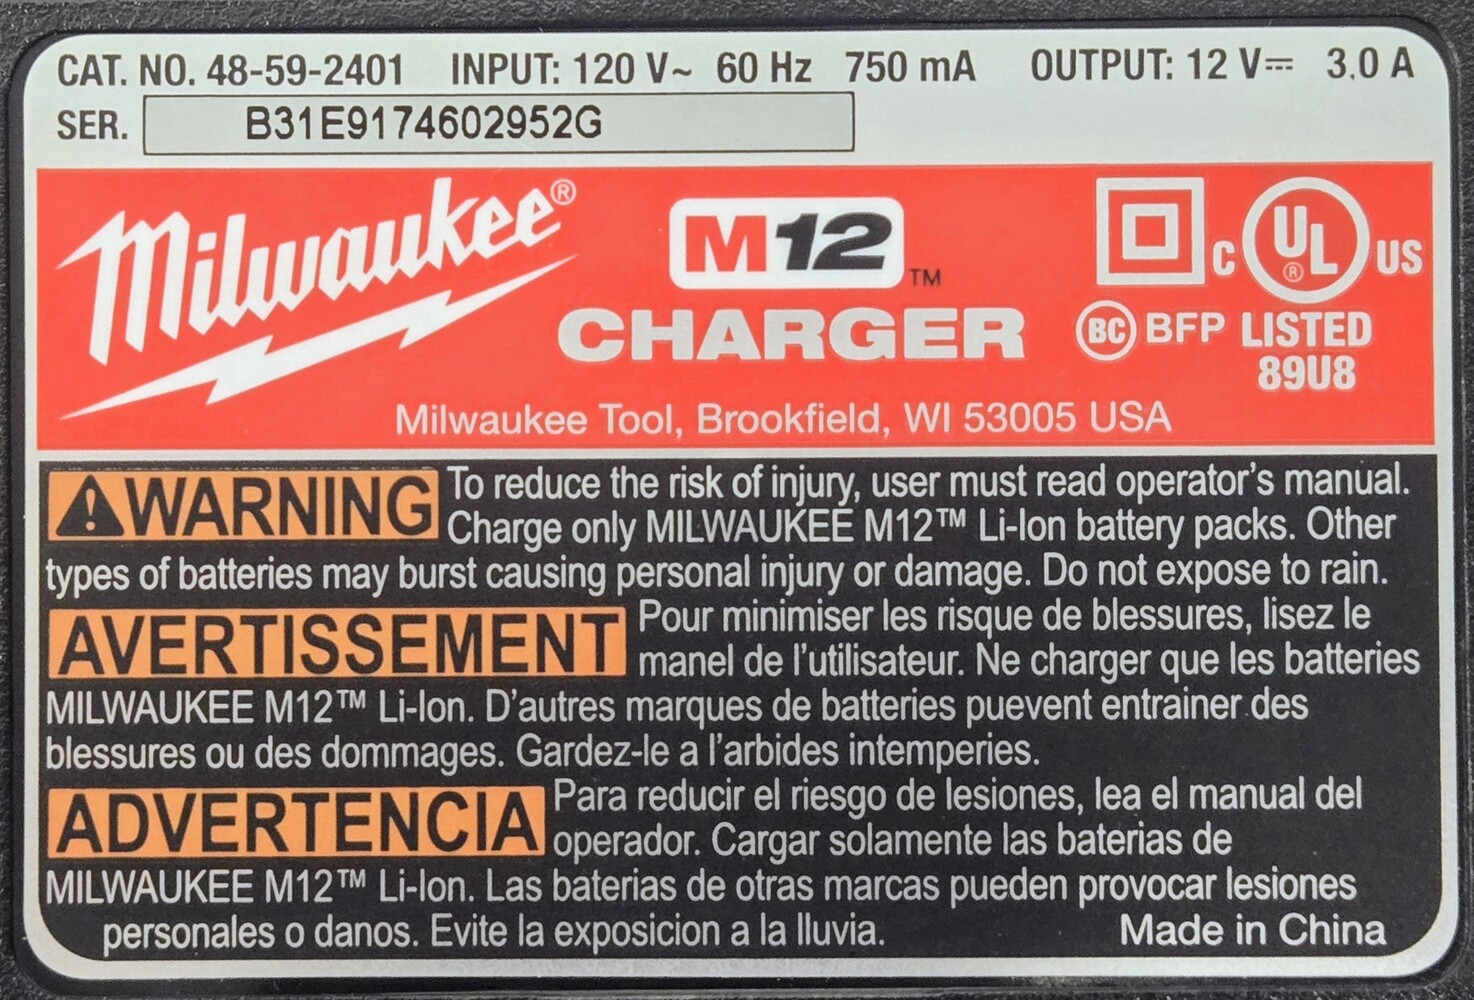 CAT. NO. 48-59-2401 INPUT: 120 V~ 60 Hz 750 mA OUTPUT: 12 V⎓ 3.0 A
SER. B31E9174602952G
Milwaukee®
M12™
CHARGER
C UL® US
BC BFP LISTED
89U8
Milwaukee Tool, Brookfield, WI 53005 USA
⚠WARNING To reduce the risk of injury, user must read operator's manual.
Charge only MILWAUKEE M12™ Li-Ion battery packs. Other
types of batteries may burst causing personal injury or damage. Do not expose to rain.
AVERTISSEMENT Pour minimiser les risque de blessures, lisez le
manel de l'utilisateur. Ne charger que les batteries
MILWAUKEE M12™ Li-Ion. D'autres marques de batteries puevent entrainer des
blessures ou des dommages. Gardez-le a l'arbides intemperies.
ADVERTENCIA Para reducir el riesgo de lesiones, lea el manual del
operador. Cargar solamente las baterias de
MILWAUKEE M12™ Li-Ion. Las baterias de otras marcas pueden provocar lesiones
personales o danos. Evite la exposicion a la lluvia. Made in China